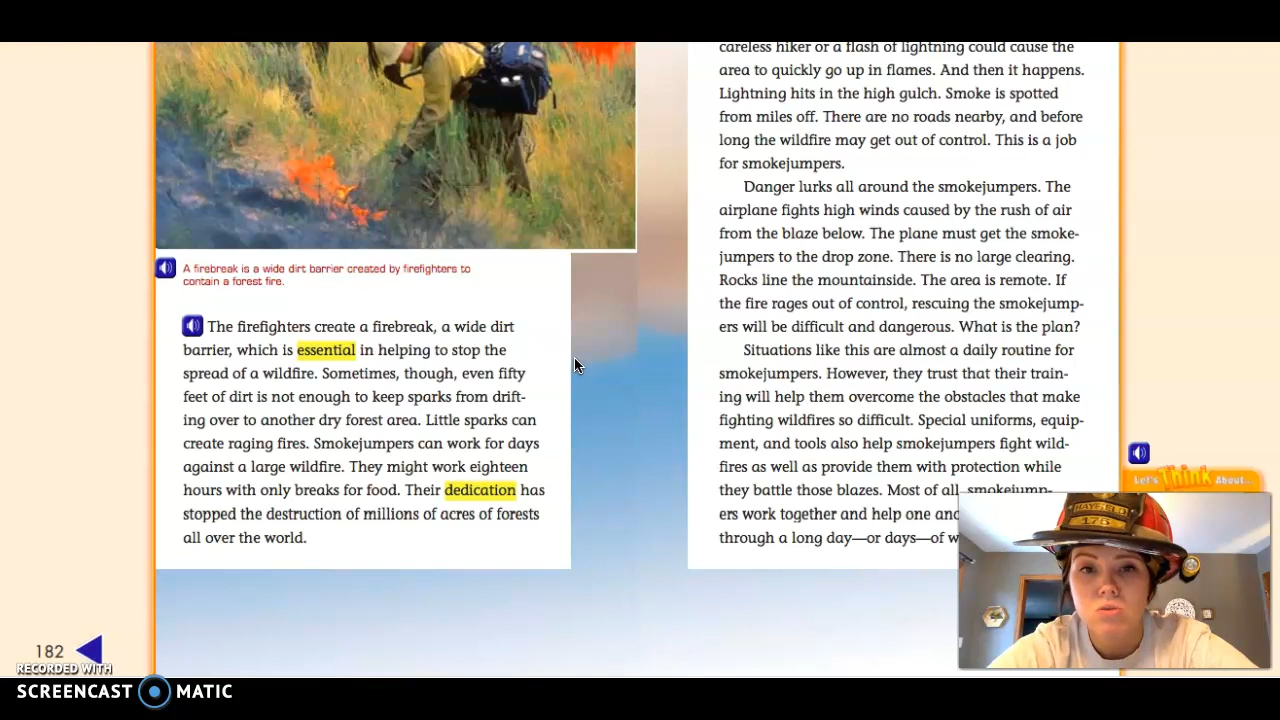 A firebreak is a wide dirt barrier created by firefighters to
contain a forest fire.
The firefighters create a firebreak, a wide dirt
barrier, which is essential in helping to stop the
spread of a wildfire. Sometimes, though, even fifty
feet of dirt is not enough to keep sparks from drift-
ing over to another dry forest area. Little sparks can
create raging fires. Smokejumpers can work for days
against a large wildfire. They might work eighteen
hours with only breaks for food. Their dedication has
stopped the destruction of millions of acres of forests
all over the world.
182
careless hiker or a flash of lightning could cause the
area to quickly go up in flames. And then it happens.
Lightning hits in the high gulch. Smoke is spotted
from miles off. There are no roads nearby, and before
long the wildfire may get out of control. This is a job
for smokejumpers.
Danger lurks all around the smokejumpers. The
airplane fights high winds caused by the rush of air
from the blaze below. The plane must get the smoke-
jumpers to the drop zone. There is no large clearing.
Rocks line the mountainside. The area is remote. If
the fire rages out of control, rescuing the smokejump-
ers will be difficult and dangerous. What is the plan?
Situations like this are almost a daily routine for
smokejumpers. However, they trust that their train-
ing will help them overcome the obstacles that make
fighting wildfires so difficult. Special uniforms, equip-
ment, and tools also help smokejumpers fight wild-
fires as well as provide them with protection while
they battle those blazes. Most of all, smokejump-
ers work together and help one ano
through a long day—or days—of w
Let's Think About...
HAYFIELD
175
RECORDED WITH
SCREENCAST MATIC